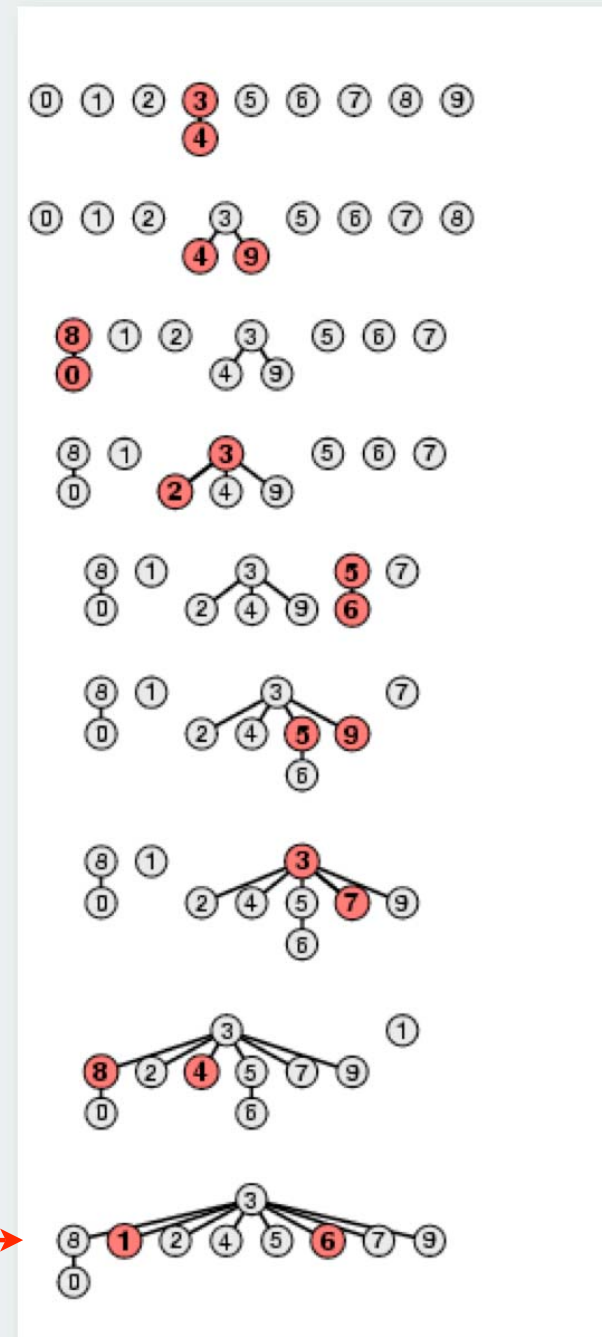 0 1 2 3 5 6 7 8 9
4
0 1 2 3 5 6 7 8
4 9
8 1 2 3 5 6 7
0 4 9
8 1 3 5 6 7
0 2 4 9
8 1 3 5 7
0 2 4 9 6
8 1 3 7
0 2 4 5 9
6
8 1 3
0 2 4 5 7 9
6
3 1
8 2 4 5 7 9
0 6
3
8 1 2 4 5 6 7 9
0